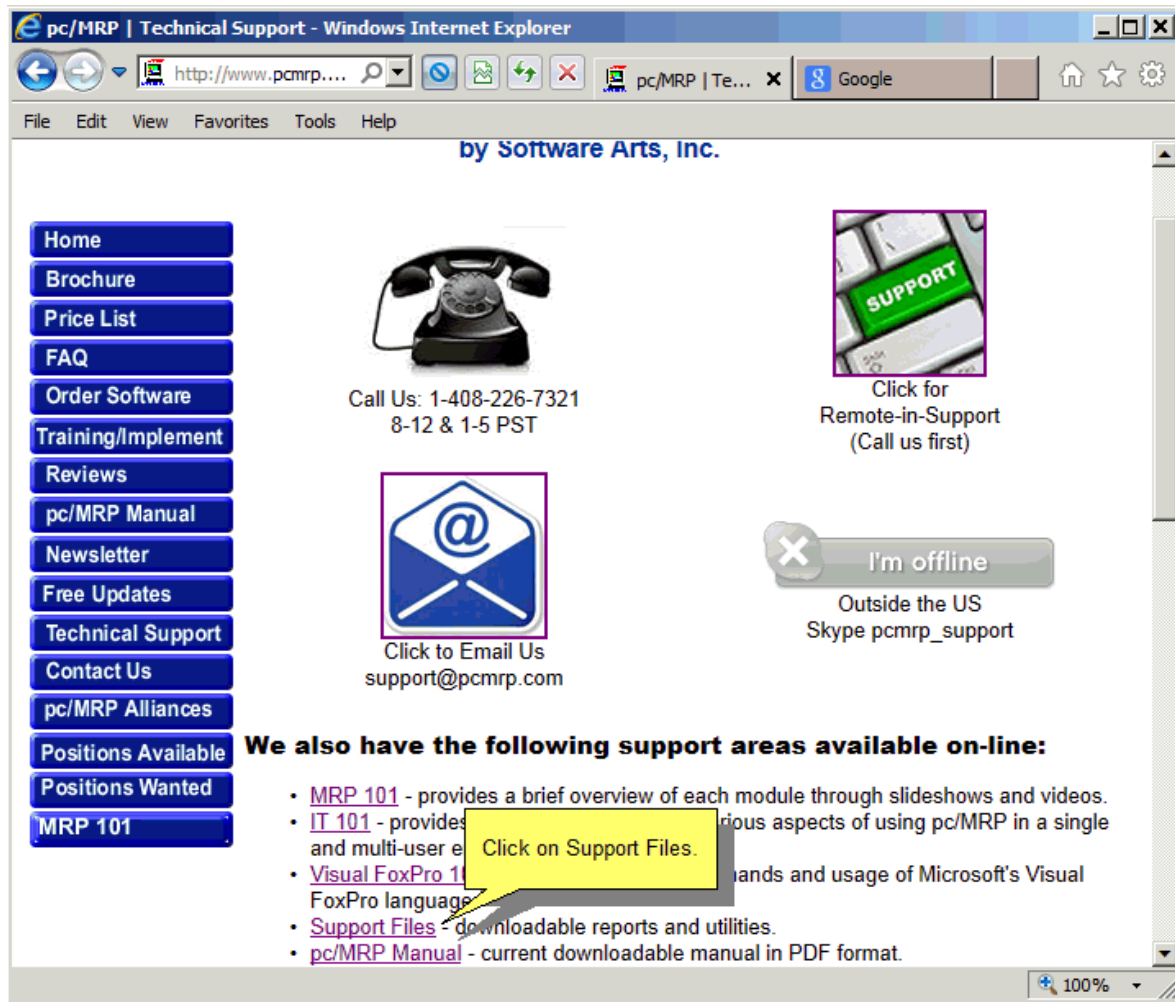 pc/MRP | Technical Support - Windows Internet Explorer
http://www.pcmrp....
pc/MRP | Te...
Google
File Edit View Favorites Tools Help
by Software Arts, Inc.
Home
Brochure
Price List
FAQ
Order Software
Training/Implement
Reviews
pc/MRP Manual
Newsletter
Free Updates
Technical Support
Contact Us
pc/MRP Alliances
Positions Available
Positions Wanted
MRP 101
Call Us: 1-408-226-7321
8-12 & 1-5 PST
SUPPORT
Click for
Remote-in-Support
(Call us first)
Click to Email Us
support@pcmrp.com
I'm offline
Outside the US
Skype pcmrp_support
We also have the following support areas available on-line:
• MRP 101 - provides a brief overview of each module through slideshows and videos.
• IT 101 - provides rious aspects of using pc/MRP in a single
and multi-user e
Click on Support Files.
• Visual FoxPro 1 ands and usage of Microsoft's Visual
FoxPro language
• Support Files - downloadable reports and utilities.
• pc/MRP Manual - current downloadable manual in PDF format.
100%